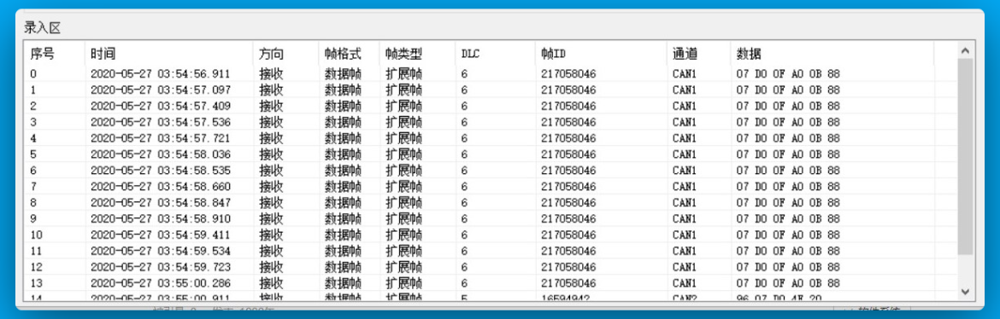 录入区
序号 时间 方向 帧格式 帧类型 DLC 帧ID 通道 数据
0 2020-05-27 03:54:56.911 接收 数据帧 扩展帧 6 217058046 CAN1 07 D0 0F A0 0B 88
1 2020-05-27 03:54:57.097 接收 数据帧 扩展帧 6 217058046 CAN1 07 D0 0F A0 0B 88
2 2020-05-27 03:54:57.409 接收 数据帧 扩展帧 6 217058046 CAN1 07 D0 0F A0 0B 88
3 2020-05-27 03:54:57.536 接收 数据帧 扩展帧 6 217058046 CAN1 07 D0 0F A0 0B 88
4 2020-05-27 03:54:57.721 接收 数据帧 扩展帧 6 217058046 CAN1 07 D0 0F A0 0B 88
5 2020-05-27 03:54:58.036 接收 数据帧 扩展帧 6 217058046 CAN1 07 D0 0F A0 0B 88
6 2020-05-27 03:54:58.535 接收 数据帧 扩展帧 6 217058046 CAN1 07 D0 0F A0 0B 88
7 2020-05-27 03:54:58.660 接收 数据帧 扩展帧 6 217058046 CAN1 07 D0 0F A0 0B 88
8 2020-05-27 03:54:58.847 接收 数据帧 扩展帧 6 217058046 CAN1 07 D0 0F A0 0B 88
9 2020-05-27 03:54:58.910 接收 数据帧 扩展帧 6 217058046 CAN1 07 D0 0F A0 0B 88
10 2020-05-27 03:54:59.411 接收 数据帧 扩展帧 6 217058046 CAN1 07 D0 0F A0 0B 88
11 2020-05-27 03:54:59.534 接收 数据帧 扩展帧 6 217058046 CAN1 07 D0 0F A0 0B 88
12 2020-05-27 03:54:59.723 接收 数据帧 扩展帧 6 217058046 CAN1 07 D0 0F A0 0B 88
13 2020-05-27 03:55:00.286 接收 数据帧 扩展帧 6 217058046 CAN1 07 D0 0F A0 0B 88
14 2020-05-27 03:55:00.911 接收 数据帧 扩展帧 CAN2